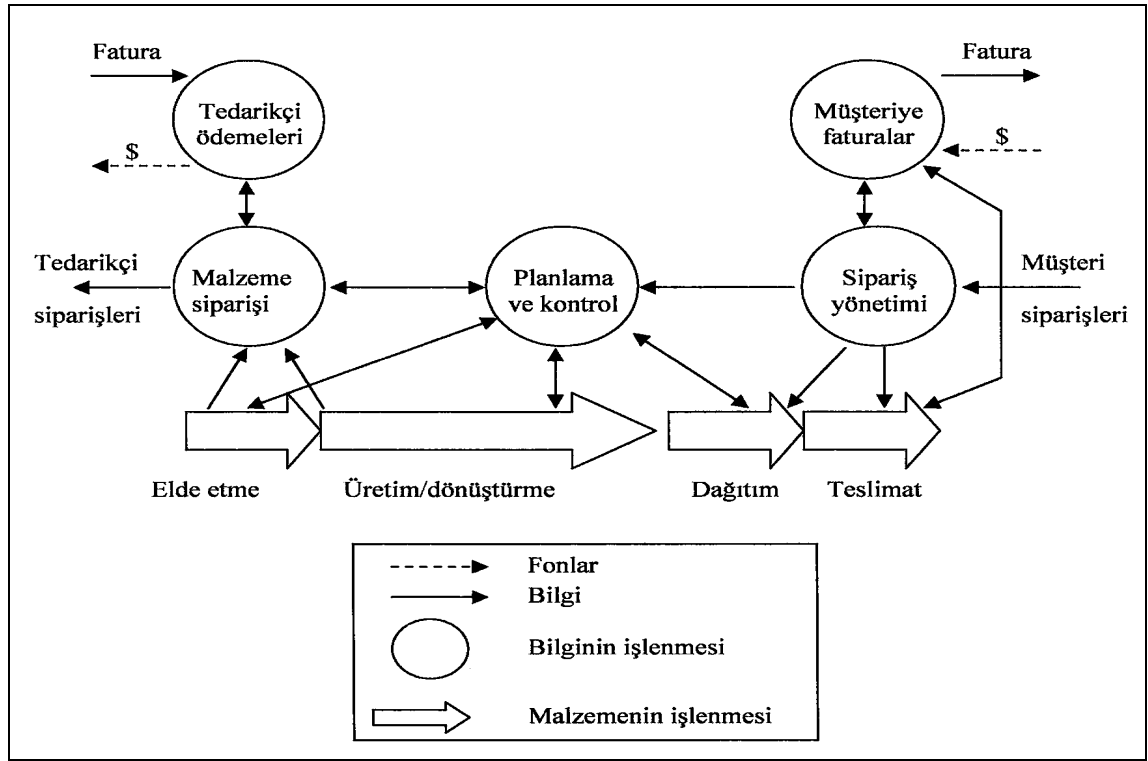 Fatura
Tedarikçi
ödemeleri
$
Fatura
Müşteriye
faturalar
$
Tedarikçi
siparişleri
Malzeme
siparişi
Planlama
ve kontrol
Sipariş
yönetimi
Müşteri
siparişleri
Elde etme
Üretim/dönüştürme
Dağıtım
Teslimat
Fonlar
Bilgi
Bilginin işlenmesi
Malzemenin işlenmesi